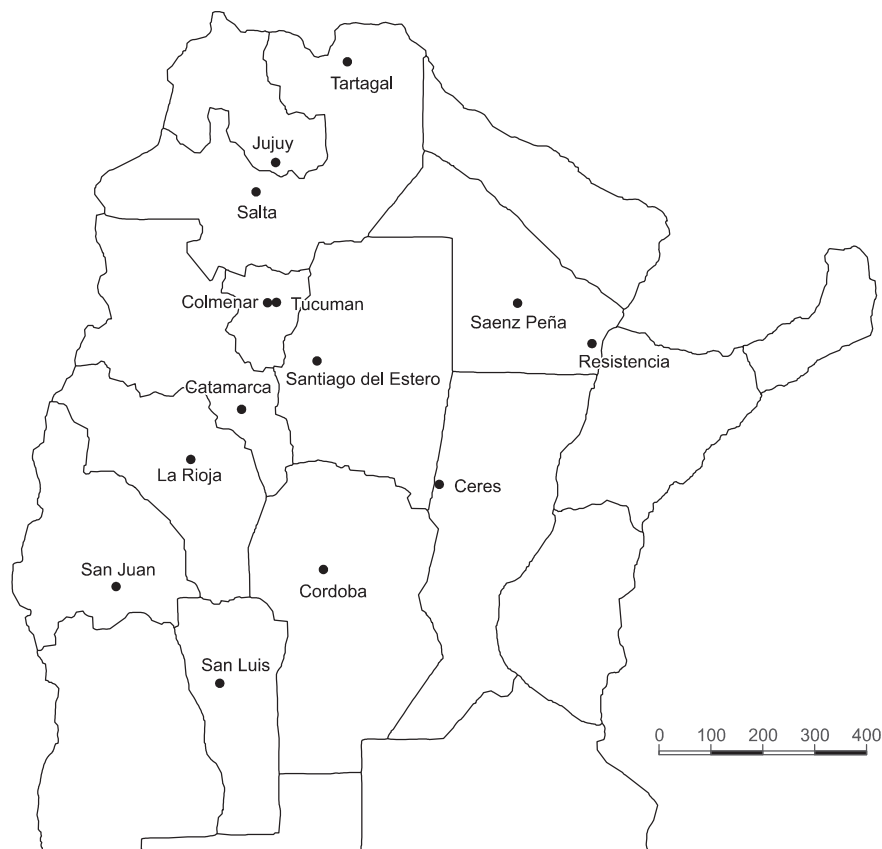 Tartagal
Jujuy
Salta
Colmenar
Tucuman
Saenz Peña
Resistencia
Santiago del Estero
Catamarca
La Rioja
Ceres
San Juan
Cordoba
San Luis
0 100 200 300 400